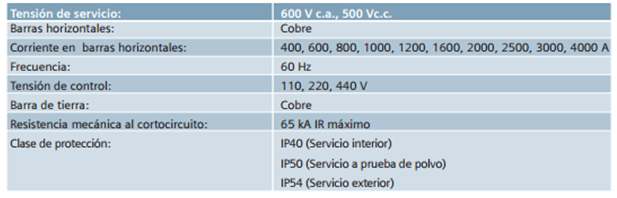 Tensión de servicio: 600 V c.a., 500 Vc.c.
Barras horizontales: Cobre
Corriente en barras horizontales: 400, 600, 800, 1000, 1200, 1600, 2000, 2500, 3000, 4000 A
Frecuencia: 60 Hz
Tensión de control: 110, 220, 440 V
Barra de tierra: Cobre
Resistencia mecánica al cortocircuito: 65 kA IR máximo
Clase de protección: IP40 (Servicio interior)
IP50 (Servicio a prueba de polvo)
IP54 (Servicio exterior)